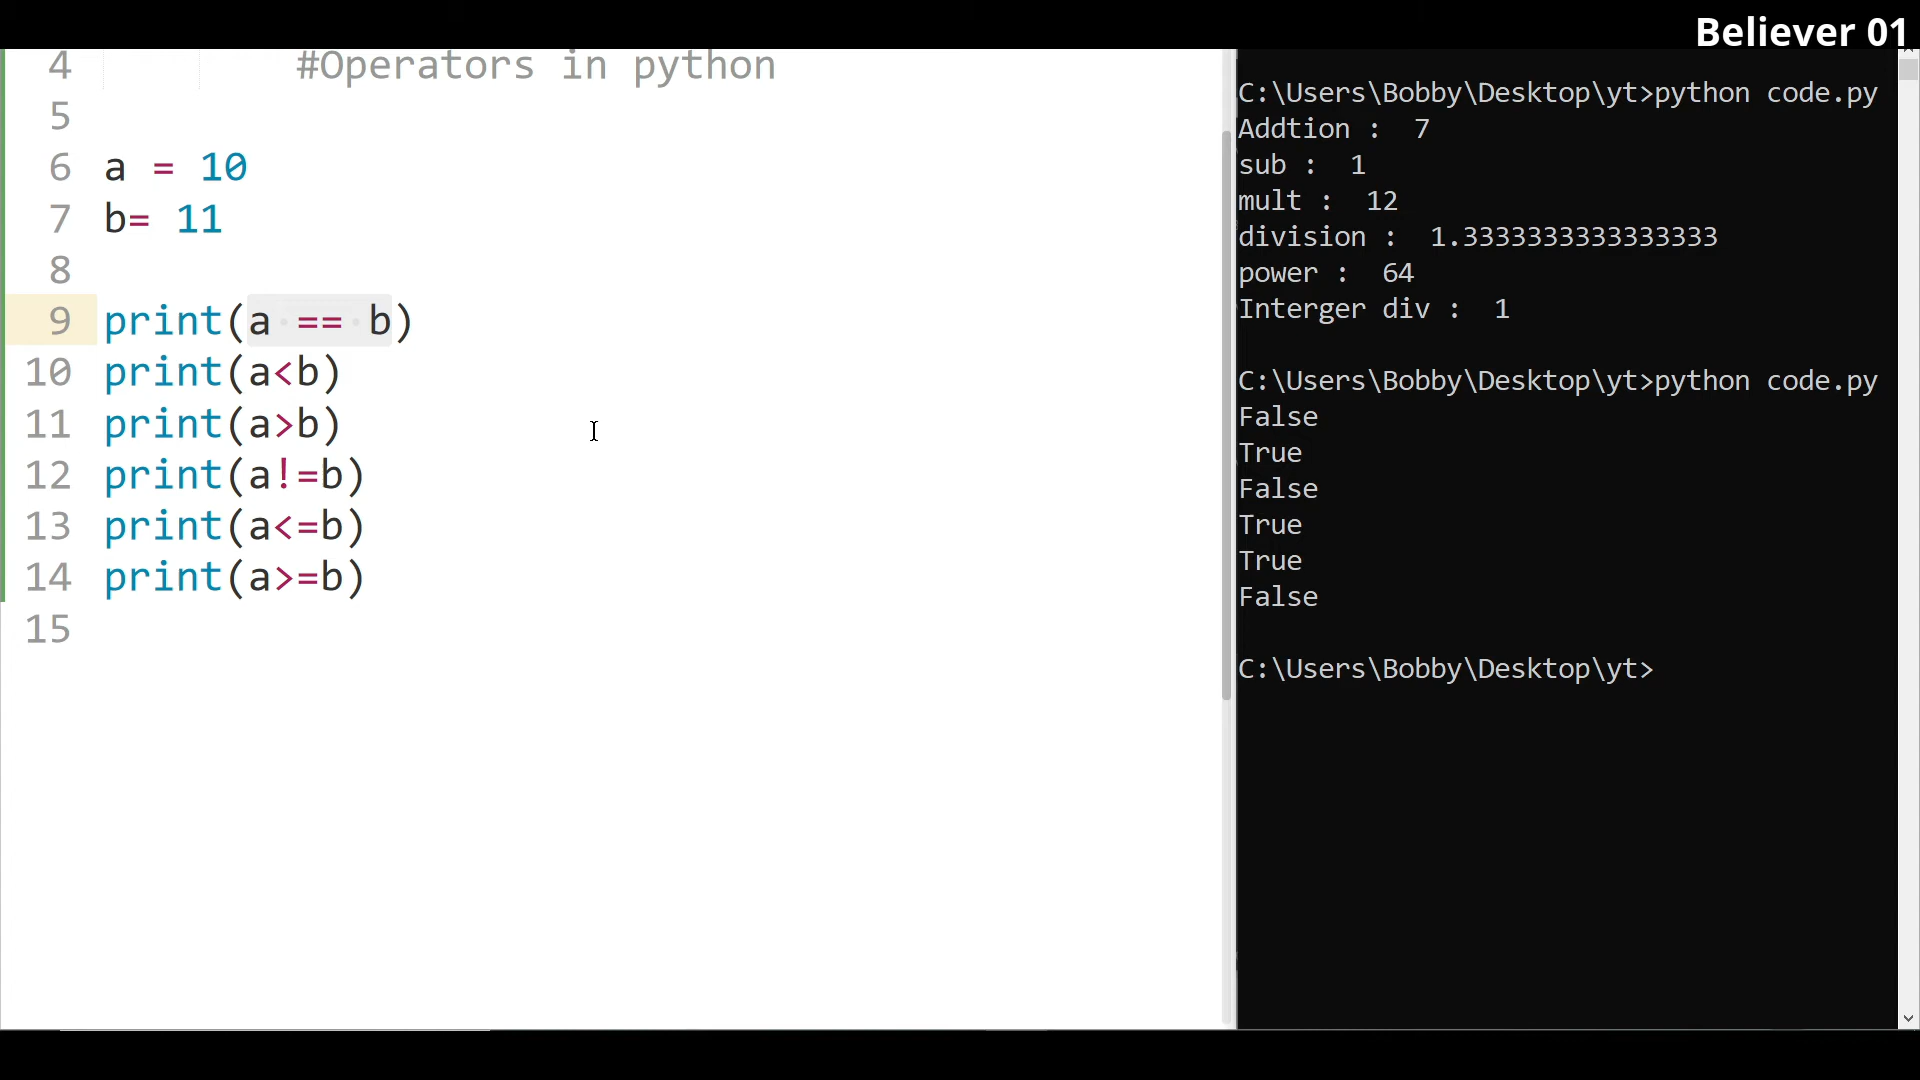 Believer 01
4 #Operators in python
5
6 a = 10
7 b= 11
8
9 print(a == b)
10 print(a<b)
11 print(a>b)
12 print(a!=b)
13 print(a<=b)
14 print(a>=b)
15
C:\Users\Bobby\Desktop\yt>python code.py
Addtion :  7
sub :  1
mult :  12
division :  1.3333333333333333
power :  64
Interger div :  1
C:\Users\Bobby\Desktop\yt>python code.py
False
True
False
True
True
False
C:\Users\Bobby\Desktop\yt>